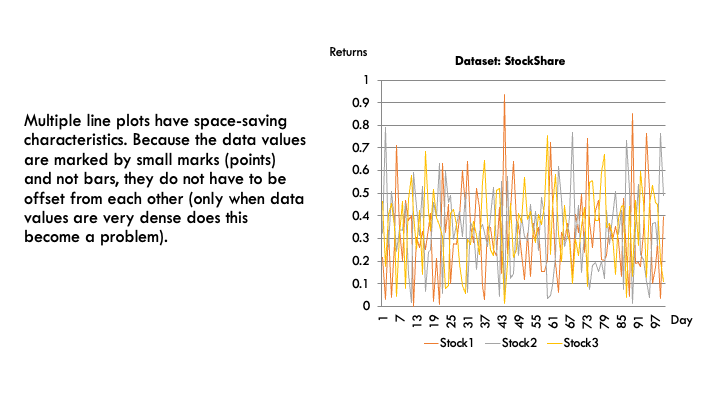 Multiple line plots have space-saving
characteristics. Because the data values
are marked by small marks (points)
and not bars, they do not have to be
offset from each other (only when data
values are very dense does this
become a problem).
Returns
Dataset: StockShare
1
0.9
0.8
0.7
0.6
0.5
0.4
0.3
0.2
0.1
0
1 7 13 19 25 31 37 43 49 55 61 67 73 79 85 91 97 Day
Stock1 Stock2 Stock3